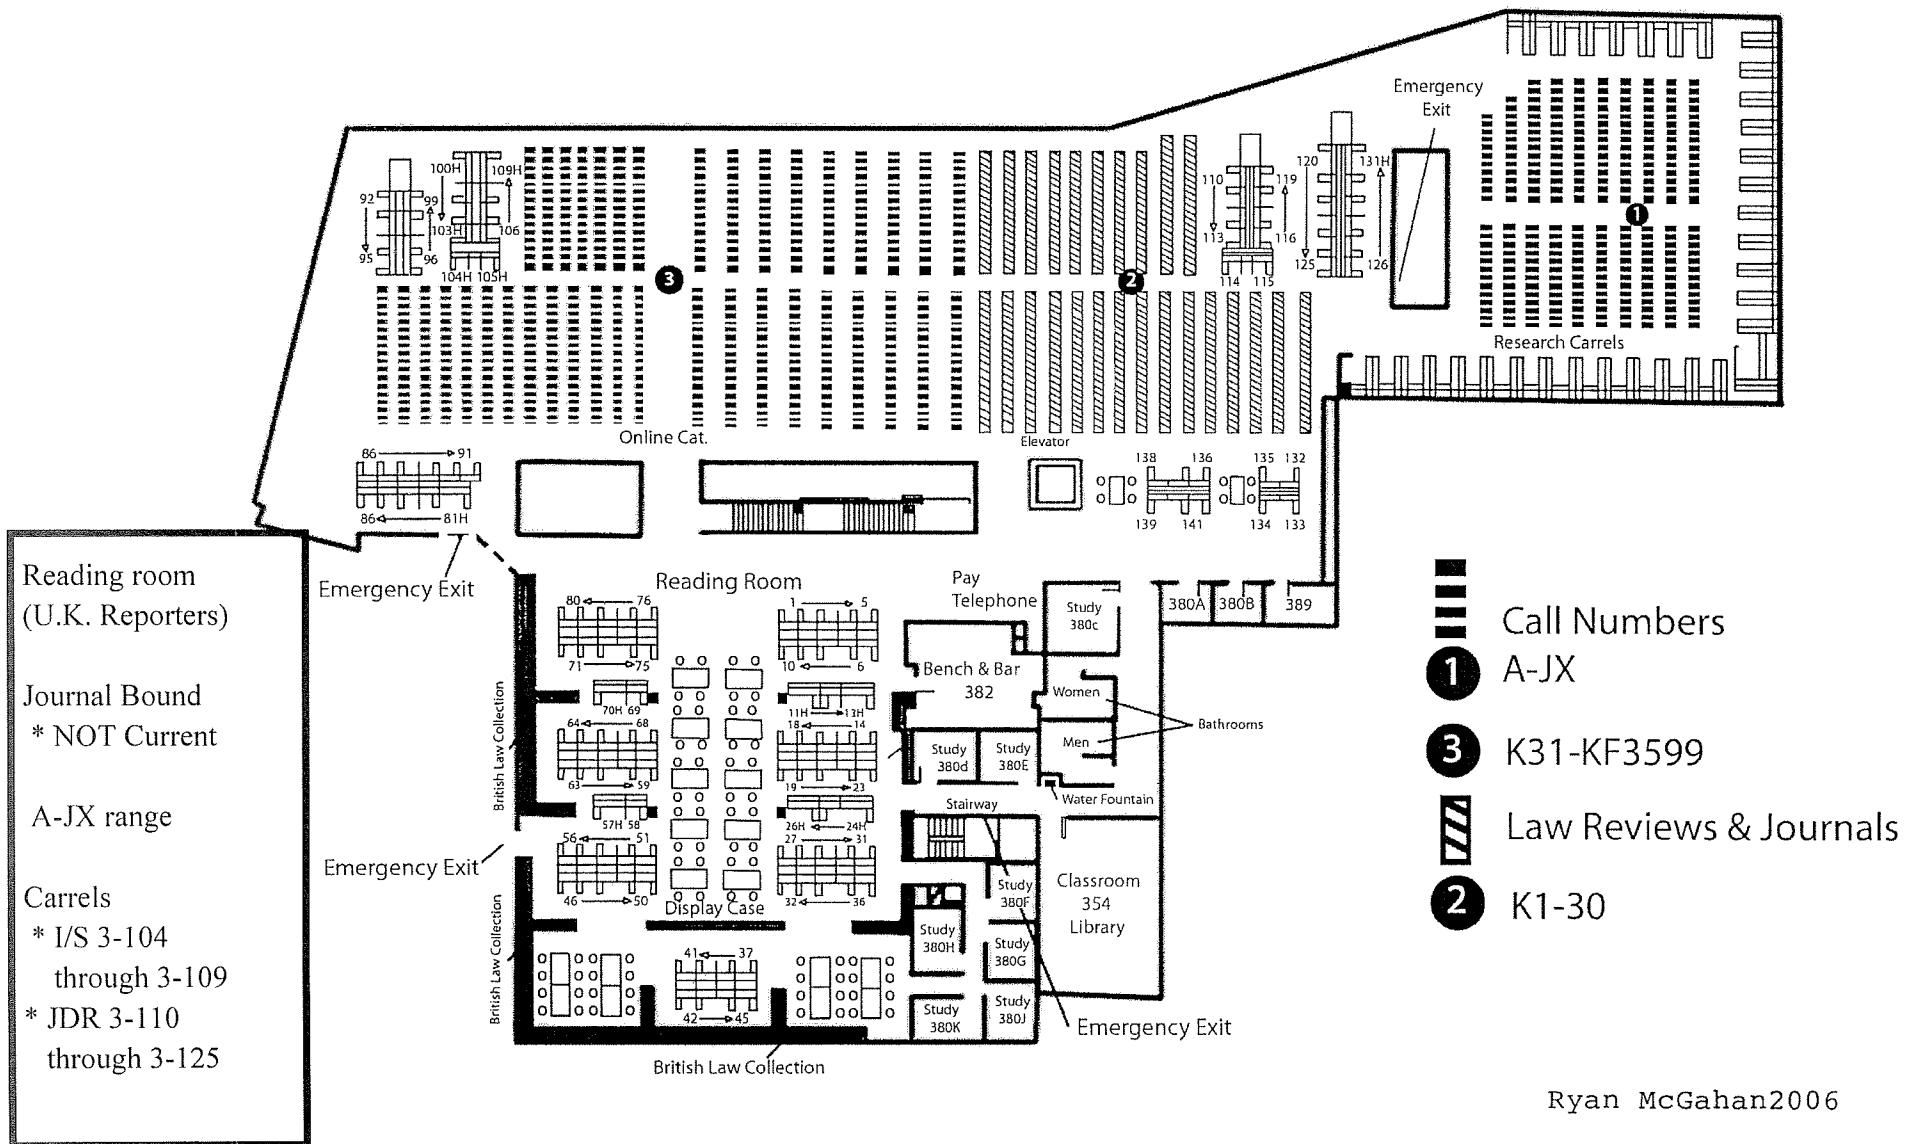 Emergency
Exit
92
99
95
96
100H
109H
103H
106
104H
105H
3
2
110
119
113
116
114
115
120
131H
125
126
1
Research Carrels
Online Cat.
Elevator
86
91
86
81H
138
136
135
132
139
141
134
133
Emergency Exit
Reading room
(U.K. Reporters)
Journal Bound
* NOT Current
A-JX range
Carrels
* I/S 3-104
through 3-109
* JDR 3-110
through 3-125
Reading Room
Pay
Telephone
Study
380c
380A
380B
389
80
76
71
75
1
5
10
6
Bench & Bar
382
Women
Bathrooms
Men
70H 69
11H
13H
64
68
18
14
63
59
19
23
Study
380d
Study
380E
British Law Collection
Water Fountain
Stairway
57H 58
26H
24H
56
51
27
31
46
50
32
36
Emergency Exit
Display Case
Study
380F
Classroom
354
Library
Study
380H
Study
380G
British Law Collection
41
37
42
45
Study
380K
Study
380J
Emergency Exit
British Law Collection
Call Numbers
1 A-JX
3 K31-KF3599
Law Reviews & Journals
2 K1-30
Ryan McGahan2006